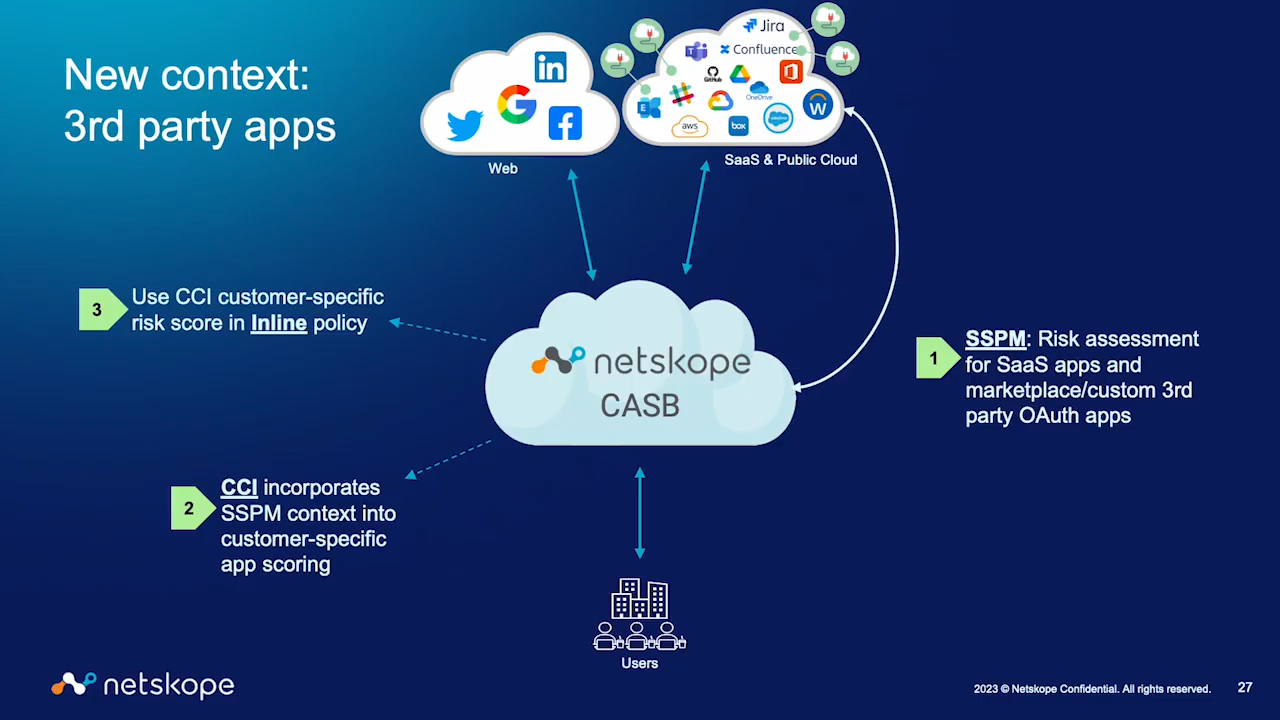 New context:
3rd party apps
Jira
Confluence
GitHub
OneDrive
aws
box
salesforce
Web
SaaS & Public Cloud
3
Use CCI customer-specific
risk score in Inline policy
netskope
CASB
1
SSPM: Risk assessment
for SaaS apps and
marketplace/custom 3rd
party OAuth apps
2
CCI incorporates
SSPM context into
customer-specific
app scoring
Users
netskope
2023 © Netskope Confidential. All rights reserved.
27